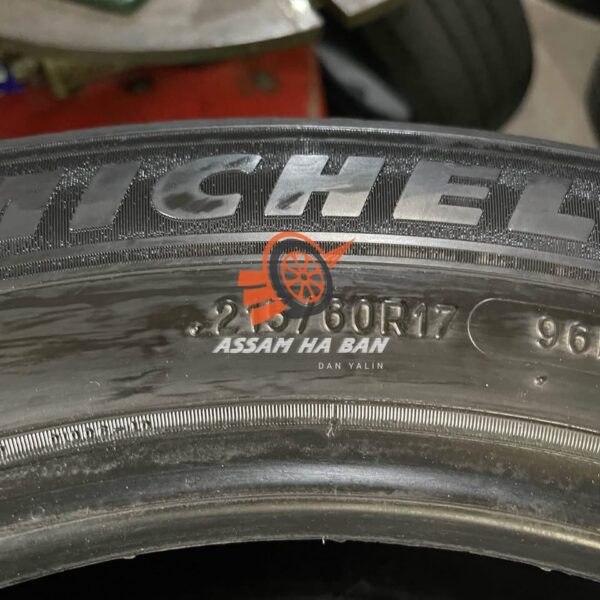 MICHEL
215/60R17 96
ASSAM HA BAN
DAN YALIN